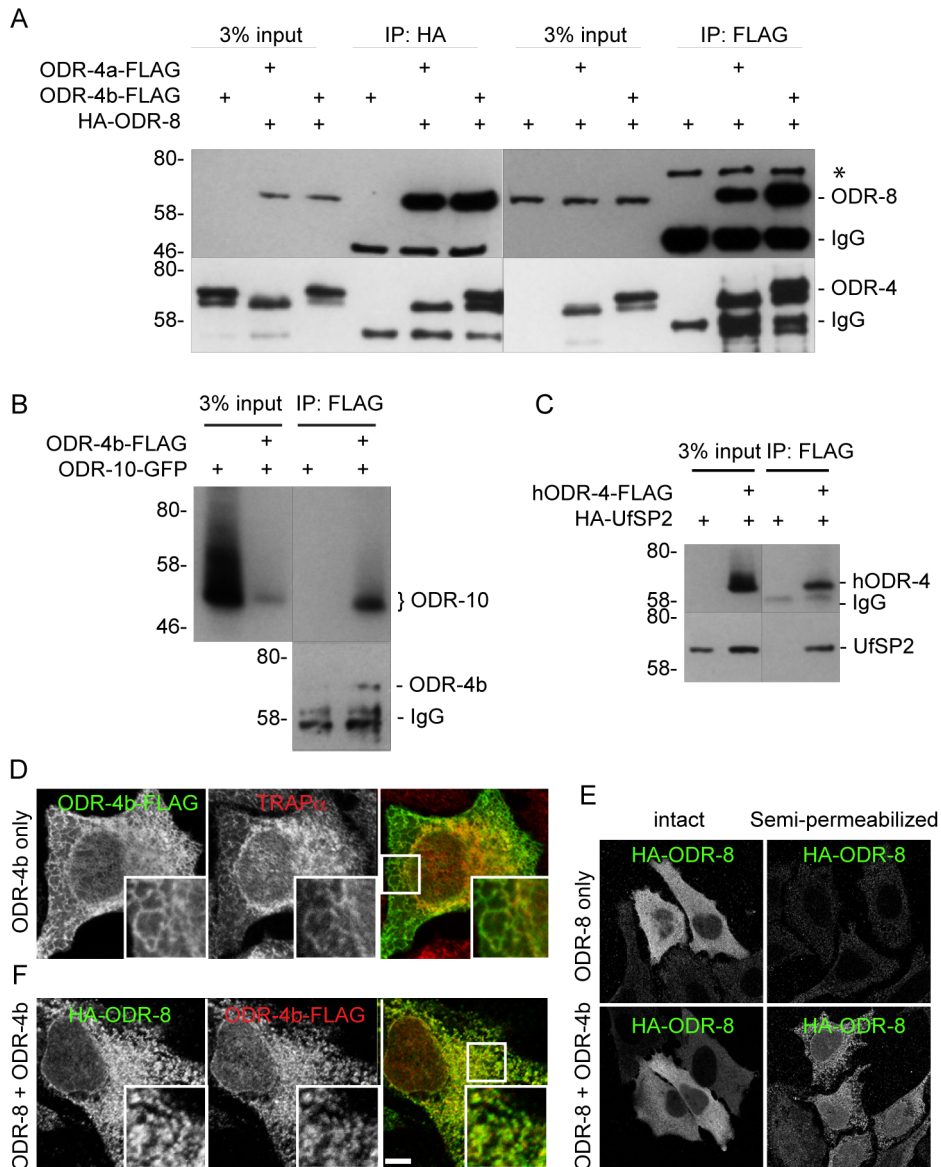 A
3% input IP: HA 3% input IP: FLAG
ODR-4a-FLAG + + + +
ODR-4b-FLAG + + + + + +
HA-ODR-8 + + + + + + + + + +
80- *
58- - ODR-8
46- - IgG
80- - ODR-4
58- - IgG
B
3% input IP: FLAG
ODR-4b-FLAG + +
ODR-10-GFP + + + +
80-
58-
} ODR-10
46-
80-
- ODR-4b
58- - IgG
C
3% input IP: FLAG
hODR-4-FLAG + +
HA-UfSP2 + + + +
80-
- hODR-4
58- - IgG
80-
- UfSP2
58-
D
ODR-4b only
ODR-4b-FLAG TRAPα
E
intact Semi-permeabilized
ODR-8 only
HA-ODR-8 HA-ODR-8
ODR-8 + ODR-4b
HA-ODR-8 HA-ODR-8
F
ODR-8 + ODR-4b
HA-ODR-8 ODR-4b-FLAG